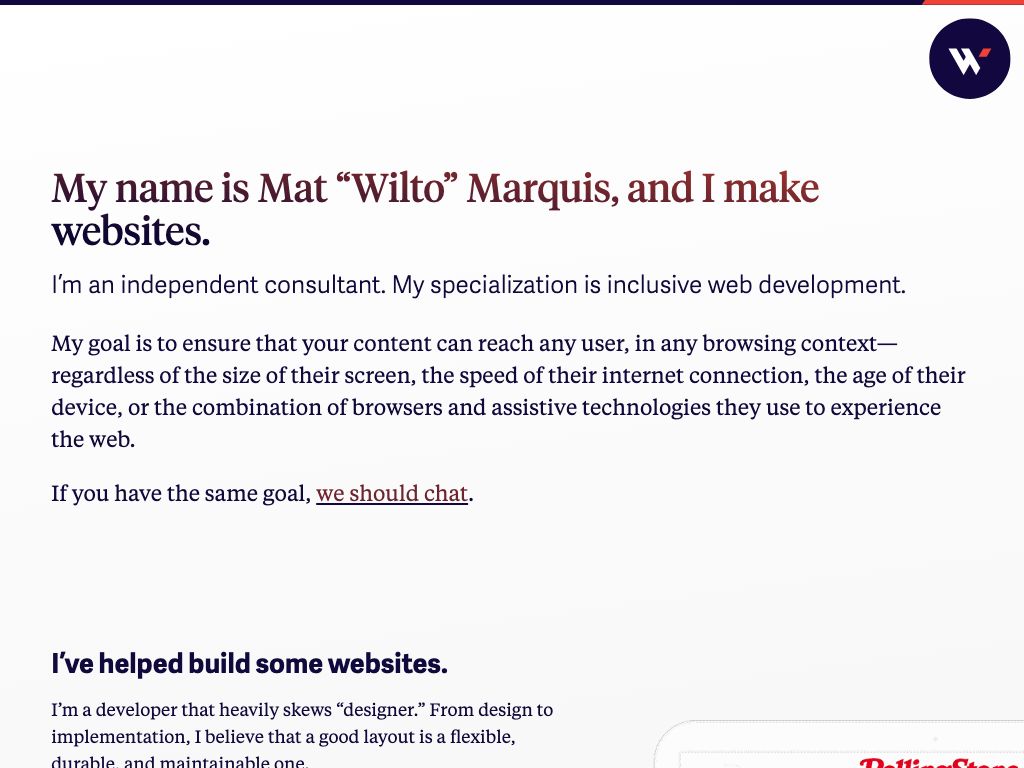 W
My name is Mat “Wilto” Marquis, and I make
websites.
I’m an independent consultant. My specialization is inclusive web development.
My goal is to ensure that your content can reach any user, in any browsing context—
regardless of the size of their screen, the speed of their internet connection, the age of their
device, or the combination of browsers and assistive technologies they use to experience
the web.
If you have the same goal, we should chat.
I’ve helped build some websites.
I’m a developer that heavily skews “designer.” From design to
implementation, I believe that a good layout is a flexible,
durable, and maintainable one.
RollingStone